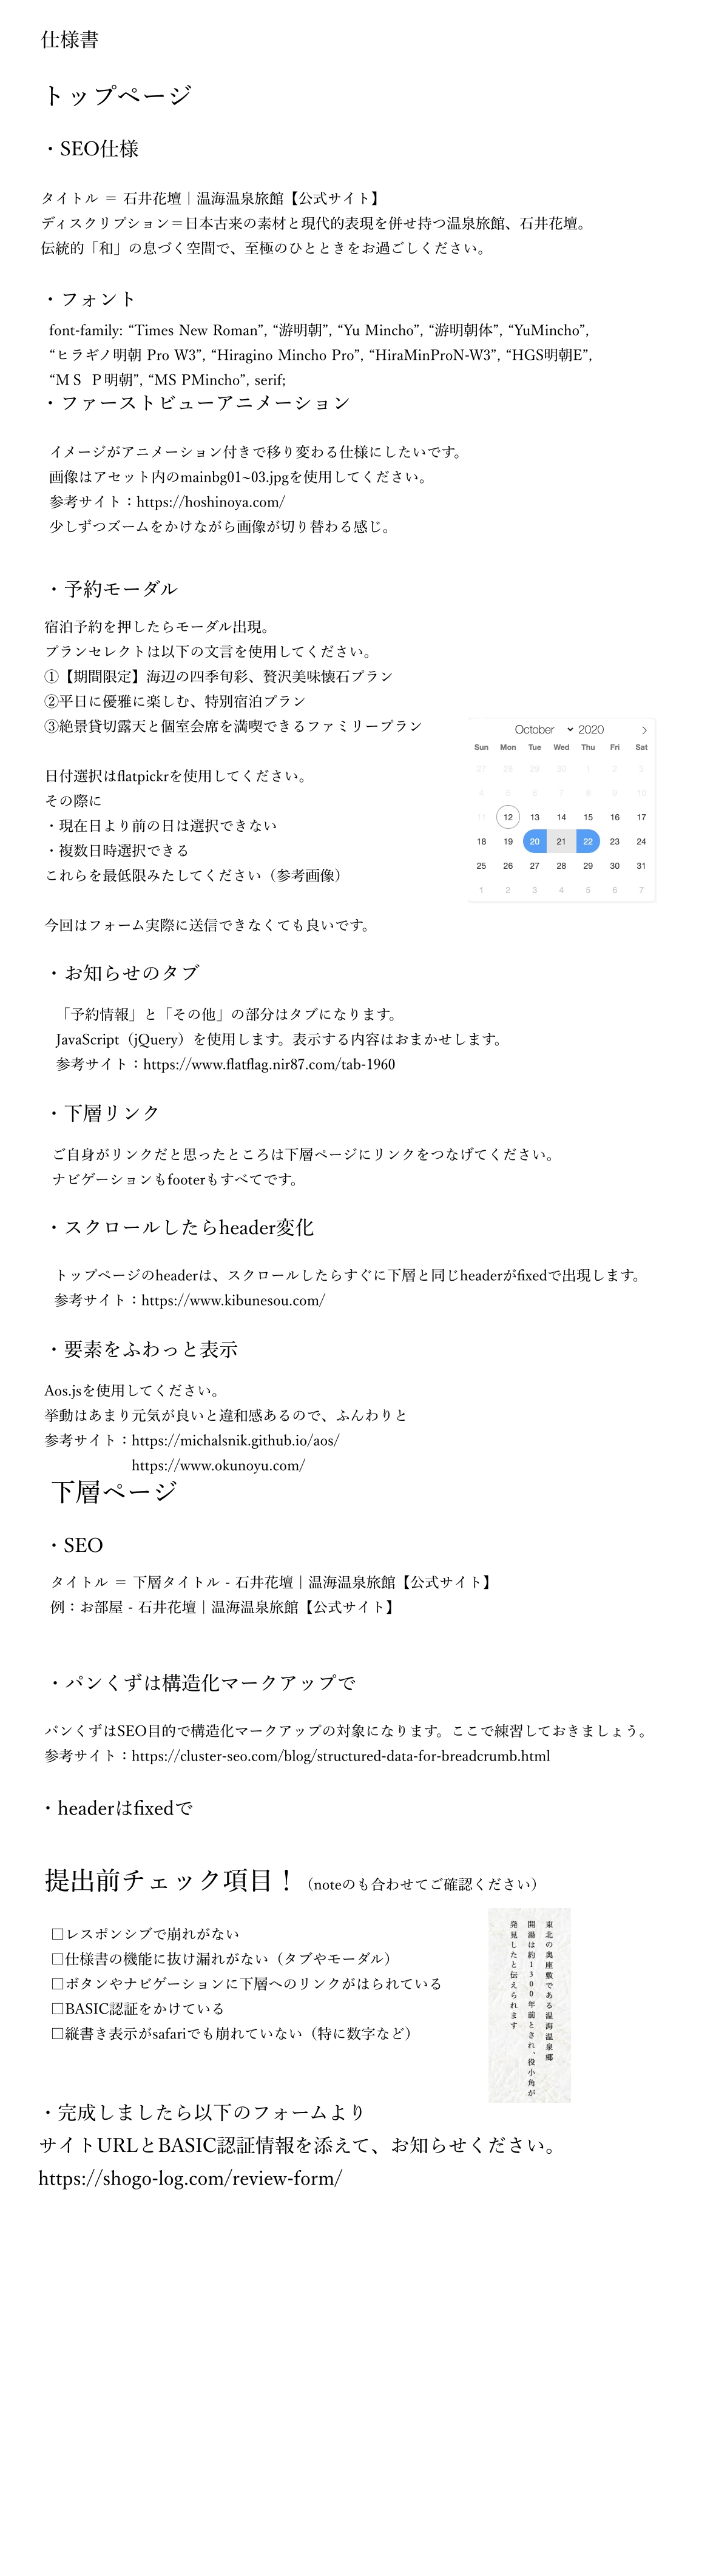 仕様書
トップページ
・SEO仕様
タイトル ＝ 石井花壇｜温海温泉旅館【公式サイト】
ディスクリプション＝日本古来の素材と現代的表現を併せ持つ温泉旅館、石井花壇。
伝統的「和」の息づく空間で、至極のひとときをお過ごしください。
・フォント
font-family: “Times New Roman”, “游明朝”, “Yu Mincho”, “游明朝体”, “YuMincho”,
“ヒラギノ明朝 Pro W3”, “Hiragino Mincho Pro”, “HiraMinProN-W3”, “HGS明朝E”,
“ＭＳ Ｐ明朝”, “MS PMincho”, serif;
・ファーストビューアニメーション
イメージがアニメーション付きで移り変わる仕様にしたいです。
画像はアセット内のmainbg01~03.jpgを使用してください。
参考サイト：https://hoshinoya.com/
少しずつズームをかけながら画像が切り替わる感じ。
・予約モーダル
宿泊予約を押したらモーダル出現。
プランセレクトは以下の文言を使用してください。
①【期間限定】海辺の四季旬彩、贅沢美味懐石プラン
②平日に優雅に楽しむ、特別宿泊プラン
③絶景貸切露天と個室会席を満喫できるファミリープラン
日付選択はflatpickrを使用してください。
その際に
・現在日より前の日は選択できない
・複数日時選択できる
これらを最低限みたしてください（参考画像）
今回はフォーム実際に送信できなくても良いです。
October 2020
Sun Mon Tue Wed Thu Fri Sat
27 28 29 30 1 2 3
4 5 6 7 8 9 10
11 12 13 14 15 16 17
18 19 20 21 22 23 24
25 26 27 28 29 30 31
1 2 3 4 5 6 7
・お知らせのタブ
「予約情報」と「その他」の部分はタブになります。
JavaScript（jQuery）を使用します。表示する内容はおまかせします。
参考サイト：https://www.flatflag.nir87.com/tab-1960
・下層リンク
ご自身がリンクだと思ったところは下層ページにリンクをつなげてください。
ナビゲーションもfooterもすべてです。
・スクロールしたらheader変化
トップページのheaderは、スクロールしたらすぐに下層と同じheaderがfixedで出現します。
参考サイト：https://www.kibunesou.com/
・要素をふわっと表示
Aos.jsを使用してください。
挙動はあまり元気が良いと違和感あるので、ふんわりと
参考サイト：https://michalsnik.github.io/aos/
https://www.okunoyu.com/
下層ページ
・SEO
タイトル ＝ 下層タイトル - 石井花壇｜温海温泉旅館【公式サイト】
例：お部屋 - 石井花壇｜温海温泉旅館【公式サイト】
・パンくずは構造化マークアップで
パンくずはSEO目的で構造化マークアップの対象になります。ここで練習しておきましょう。
参考サイト：https://cluster-seo.com/blog/structured-data-for-breadcrumb.html
・headerはfixedで
提出前チェック項目！（noteのも合わせてご確認ください）
□レスポンシブで崩れがない
□仕様書の機能に抜け漏れがない（タブやモーダル）
□ボタンやナビゲーションに下層へのリンクがはられている
□BASIC認証をかけている
□縦書き表示がsafariでも崩れていない（特に数字など）
東北の奥座敷である温海温泉郷
開湯は約1300年前とされ、役小角が
発見したと伝えられます
・完成しましたら以下のフォームより
サイトURLとBASIC認証情報を添えて、お知らせください。
https://shogo-log.com/review-form/